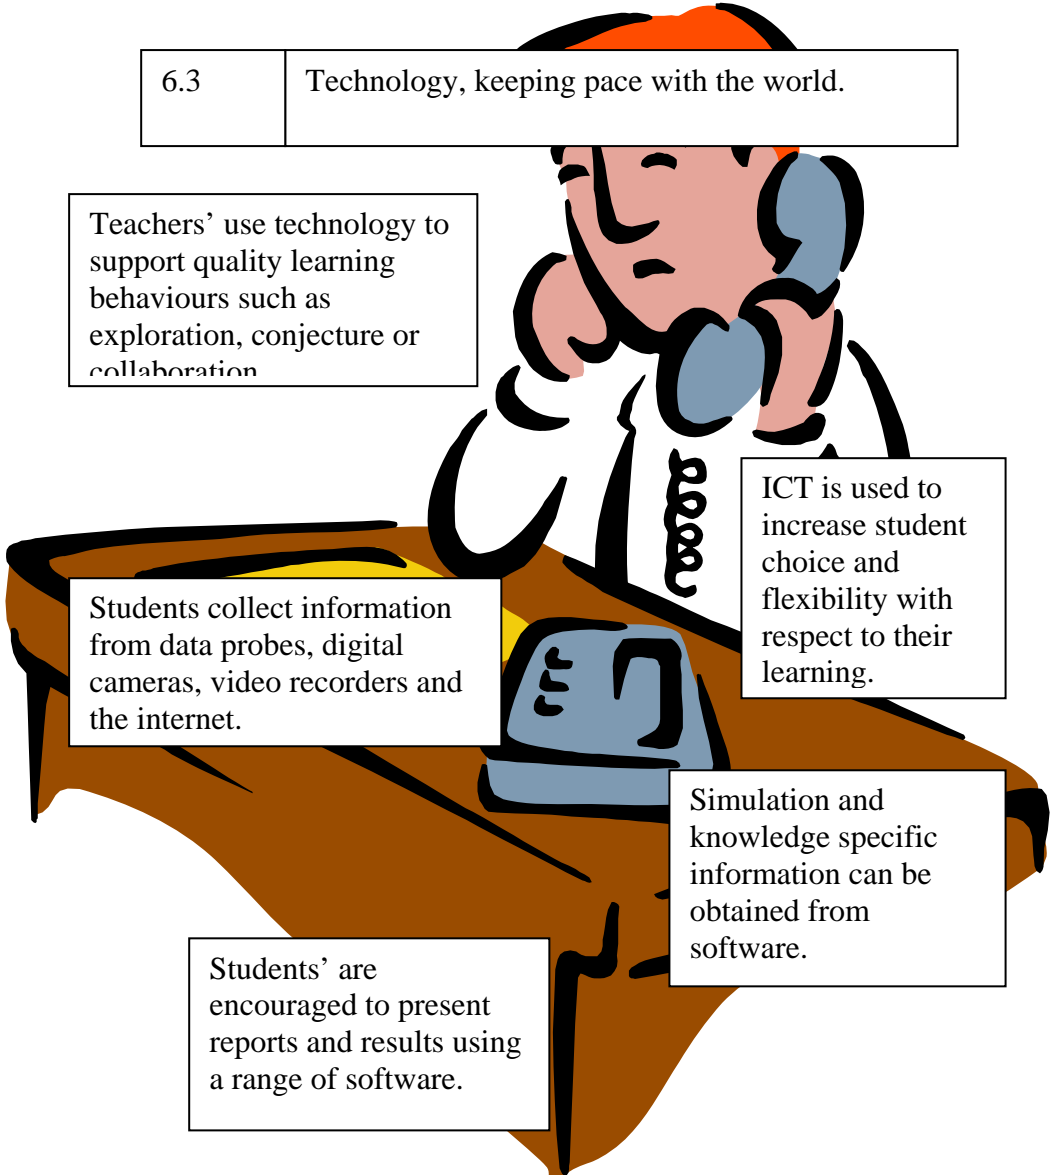 6.3 Technology, keeping pace with the world.
Teachers’ use technology to
support quality learning
behaviours such as
exploration, conjecture or
collaboration
ICT is used to
increase student
choice and
flexibility with
respect to their
learning.
Students collect information
from data probes, digital
cameras, video recorders and
the internet.
Simulation and
knowledge specific
information can be
obtained from
software.
Students’ are
encouraged to present
reports and results using
a range of software.